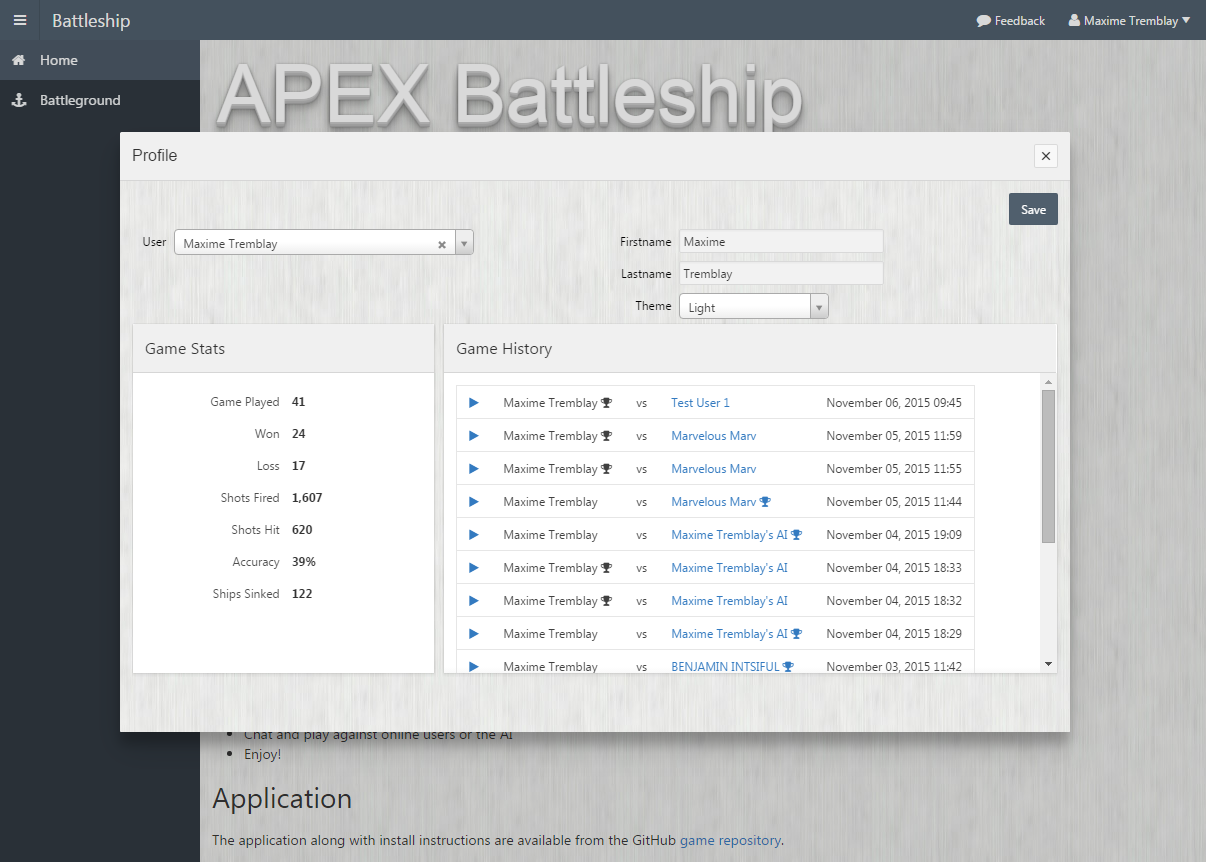 Battleship
Feedback
Maxime Tremblay
Home
Battleground
APEX Battleship
Profile
Save
User Maxime Tremblay
Firstname Maxime
Lastname Tremblay
Theme Light
Game Stats
Game Played 41
Won 24
Loss 17
Shots Fired 1,607
Shots Hit 620
Accuracy 39%
Ships Sinked 122
Game History
Maxime Tremblay vs Test User 1 November 06, 2015 09:45
Maxime Tremblay vs Marvelous Marv November 05, 2015 11:59
Maxime Tremblay vs Marvelous Marv November 05, 2015 11:55
Maxime Tremblay vs Marvelous Marv November 05, 2015 11:44
Maxime Tremblay vs Maxime Tremblay's AI November 04, 2015 19:09
Maxime Tremblay vs Maxime Tremblay's AI November 04, 2015 18:33
Maxime Tremblay vs Maxime Tremblay's AI November 04, 2015 18:32
Maxime Tremblay vs Maxime Tremblay's AI November 04, 2015 18:29
Maxime Tremblay vs BENJAMIN INTSIFUL November 03, 2015 11:42
Chat and play against online users or the AI
Enjoy!
Application
The application along with install instructions are available from the GitHub game repository.